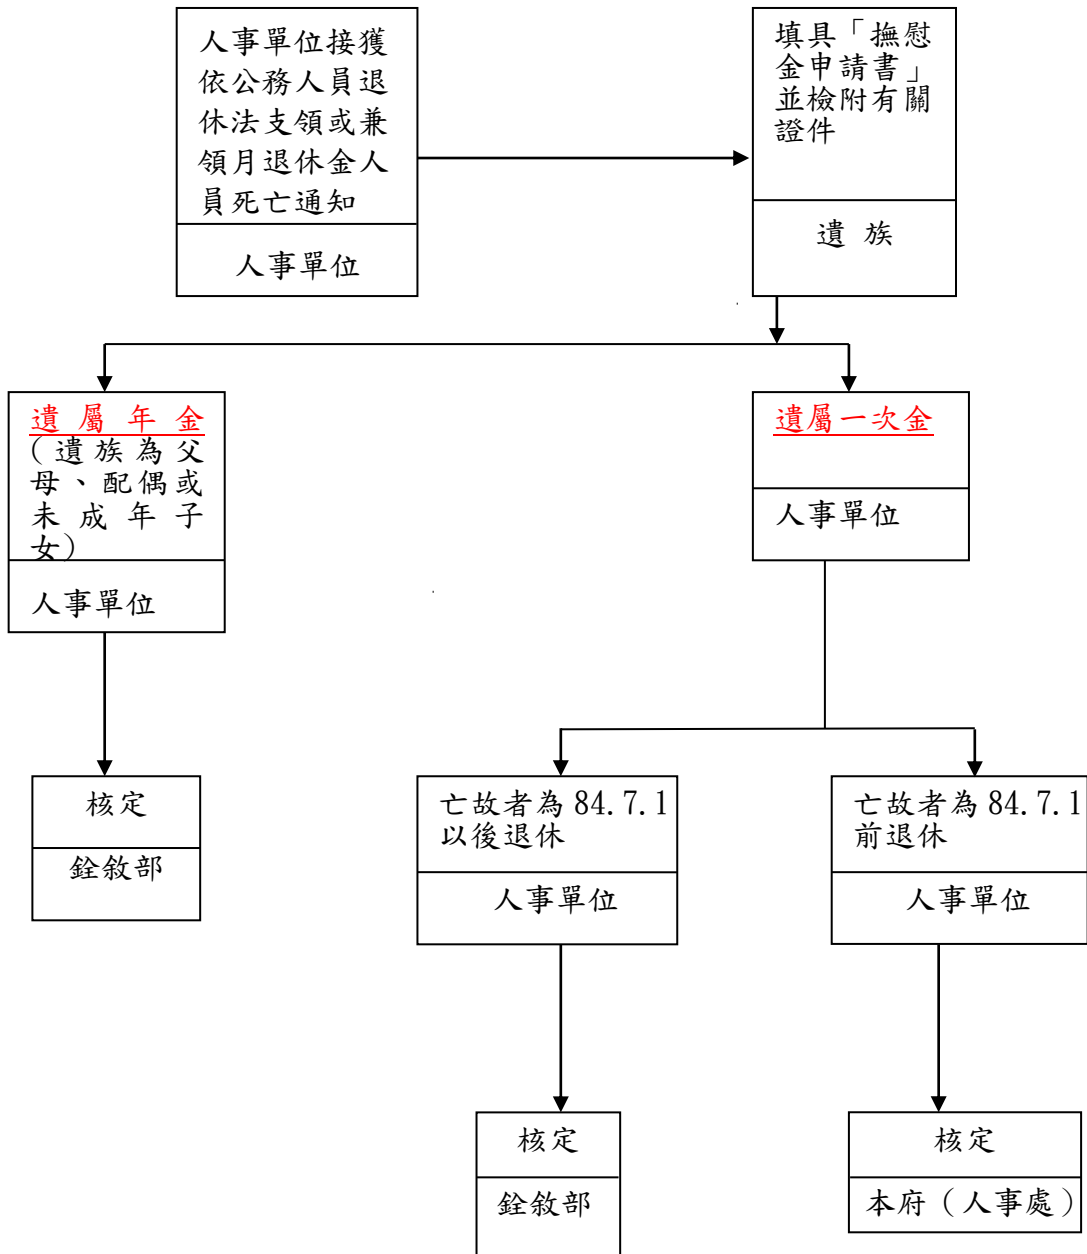 人事單位接獲
依公務人員退
休法支領或兼
領月退休金人
員死亡通知
人事單位
填具「撫慰
金申請書」
並檢附有關
證件
遺 族
遺 屬 年 金
(遺族為父
母、配偶或
未成年子
女)
人事單位
遺屬一次金
人事單位
核定
銓敘部
亡故者為 84.7.1
以後退休
人事單位
亡故者為 84.7.1
前退休
人事單位
核定
銓敘部
核定
本府（人事處）